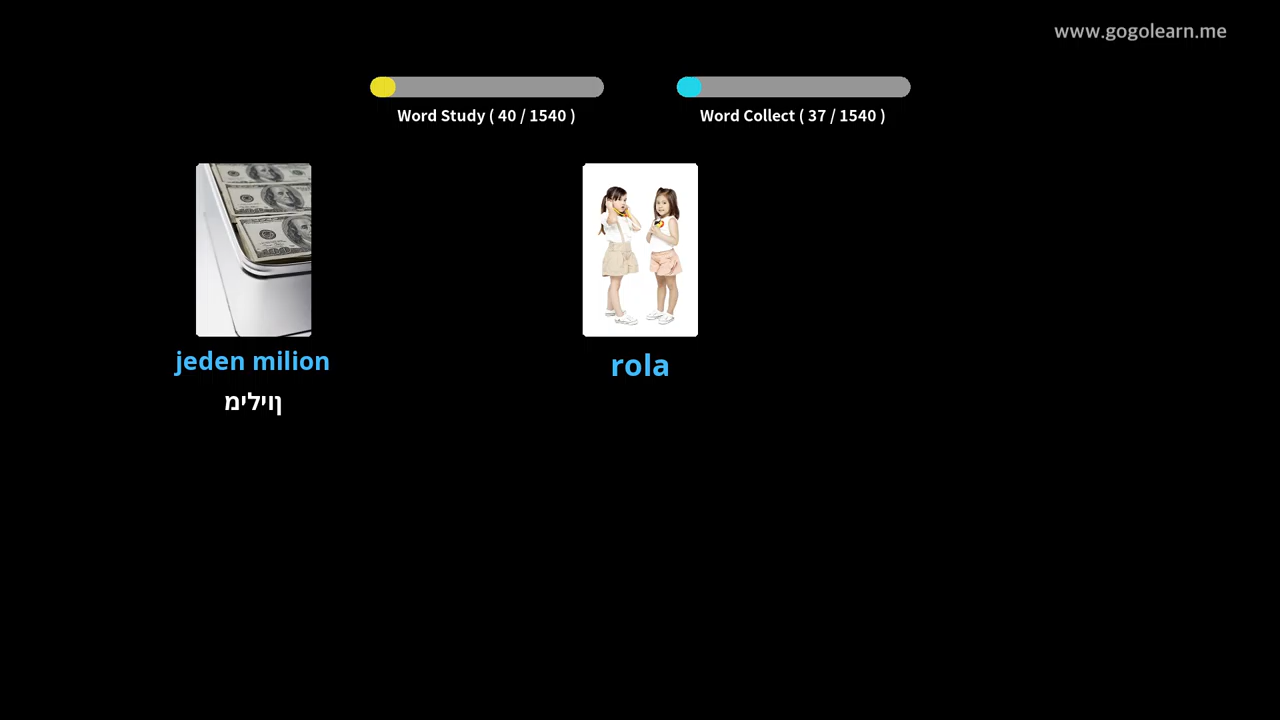 www.gogolearn.me
Word Study ( 40 / 1540 )
Word Collect ( 37 / 1540 )
jeden milion
מיליון
rola